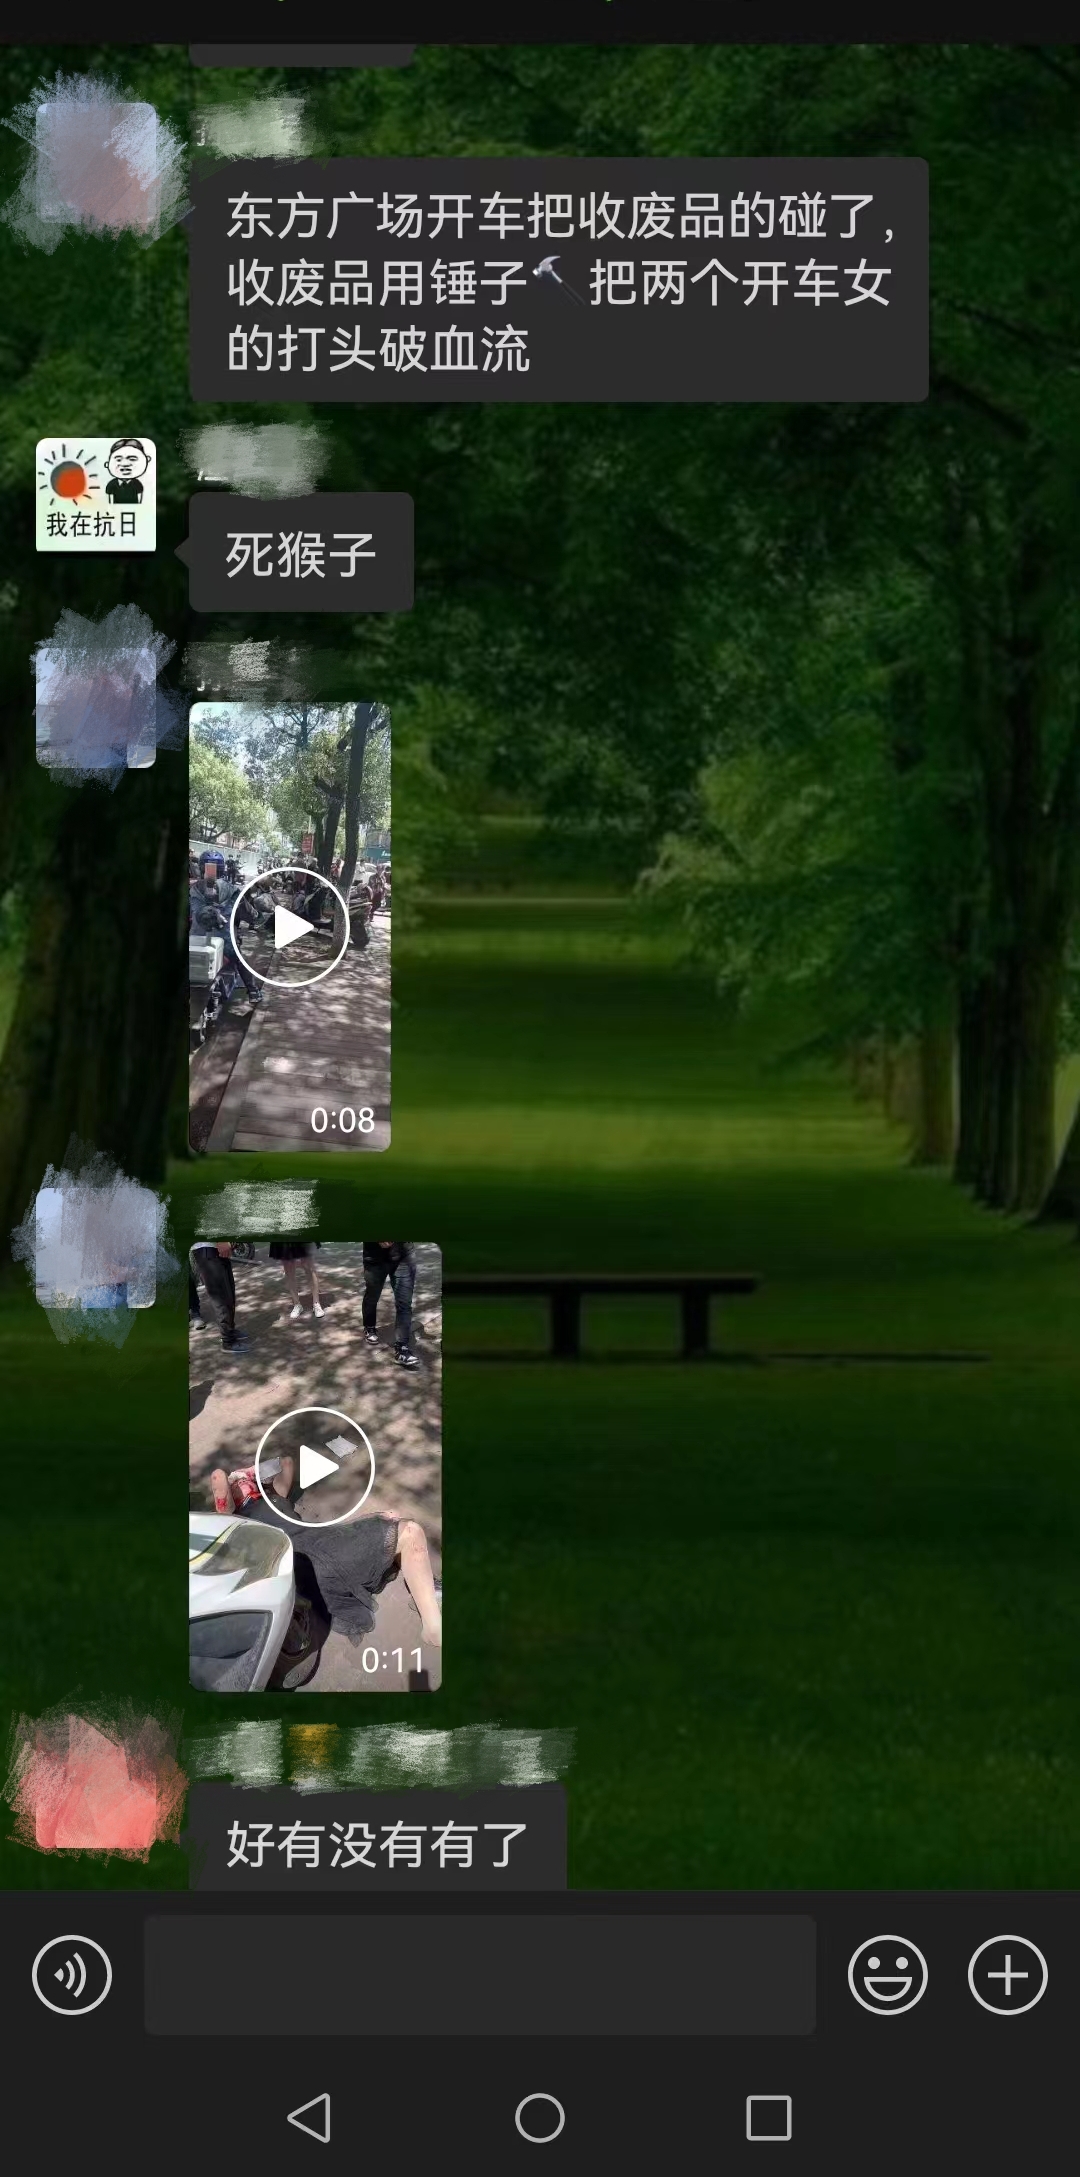 东方广场开车把收废品的碰了，
收废品用锤子🔨把两个开车女
的打头破血流
我在抗日
死猴子
0:08
0:11
好有没有有了